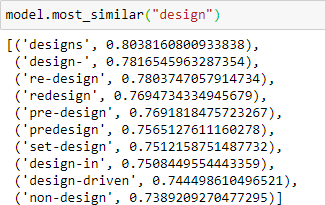 model.most_similar("design")
[('designs', 0.8038160800933838),
('design-', 0.7816545963287354),
('re-design', 0.7803747057914734),
('redesign', 0.7694734334945679),
('pre-design', 0.7691818475723267),
('predesign', 0.7565127611160278),
('set-design', 0.7512158751487732),
('design-in', 0.7508449554443359),
('design-driven', 0.744498610496521),
('non-design', 0.7389209270477295)]